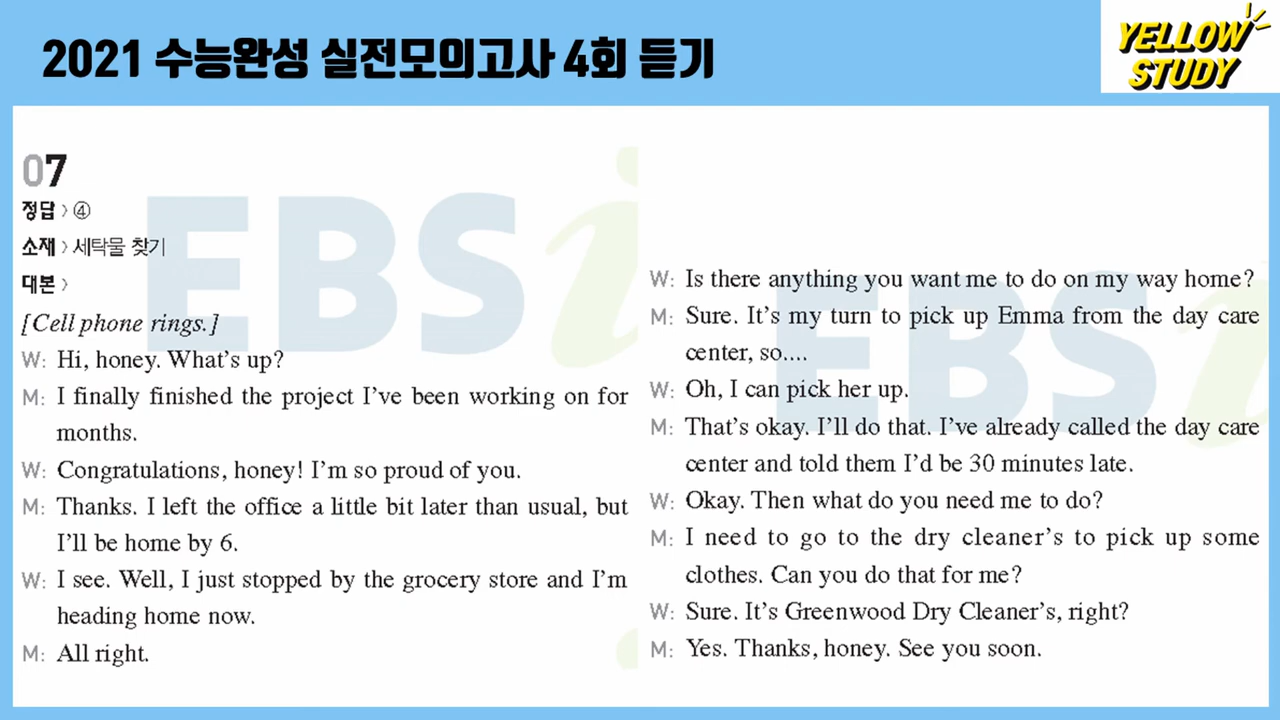 2021 수능완성 실전모의고사 4회 듣기
YELLOW
STUDY
07
정답 > ④
소재 > 세탁물 찾기
대본 >
[Cell phone rings.]
W: Hi, honey. What's up?
M: I finally finished the project I've been working on for
months.
W: Congratulations, honey! I'm so proud of you.
M: Thanks. I left the office a little bit later than usual, but
I'll be home by 6.
W: I see. Well, I just stopped by the grocery store and I'm
heading home now.
M: All right.
W: Is there anything you want me to do on my way home?
M: Sure. It's my turn to pick up Emma from the day care
center, so....
W: Oh, I can pick her up.
M: That's okay. I'll do that. I've already called the day care
center and told them I'd be 30 minutes late.
W: Okay. Then what do you need me to do?
M: I need to go to the dry cleaner's to pick up some
clothes. Can you do that for me?
W: Sure. It's Greenwood Dry Cleaner's, right?
M: Yes. Thanks, honey. See you soon.
EBSi
EBSi